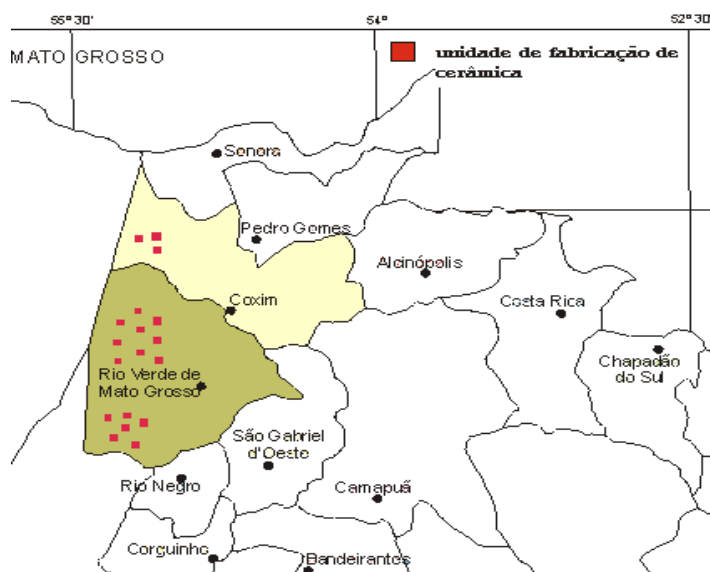 55° 30'
54°
52° 30'
MATO GROSSO
unidade de fabricação de
cerâmica
Sonora
Pedro Gomes
Alcinópolis
Coxim
Costa Rica
Chapadão
do Sul
Rio Verde de
Mato Grosso
São Gabriel
d'Oeste
Rio Negro
Camapuã
Corguinho
Bandeirantes